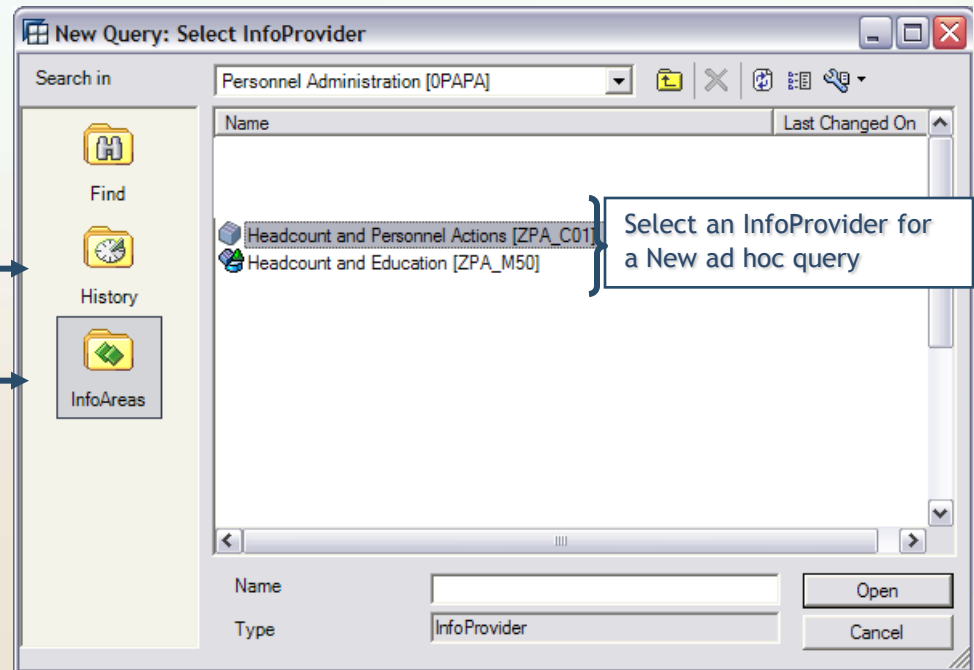 New Query: Select InfoProvider
Search in
Personnel Administration [0PAPA]
Name Last Changed On
Find
History
InfoAreas
Headcount and Personnel Actions [ZPA_C01]
Headcount and Education [ZPA_M50]
Select an InfoProvider for
a New ad hoc query
Name
Open
Type
InfoProvider
Cancel